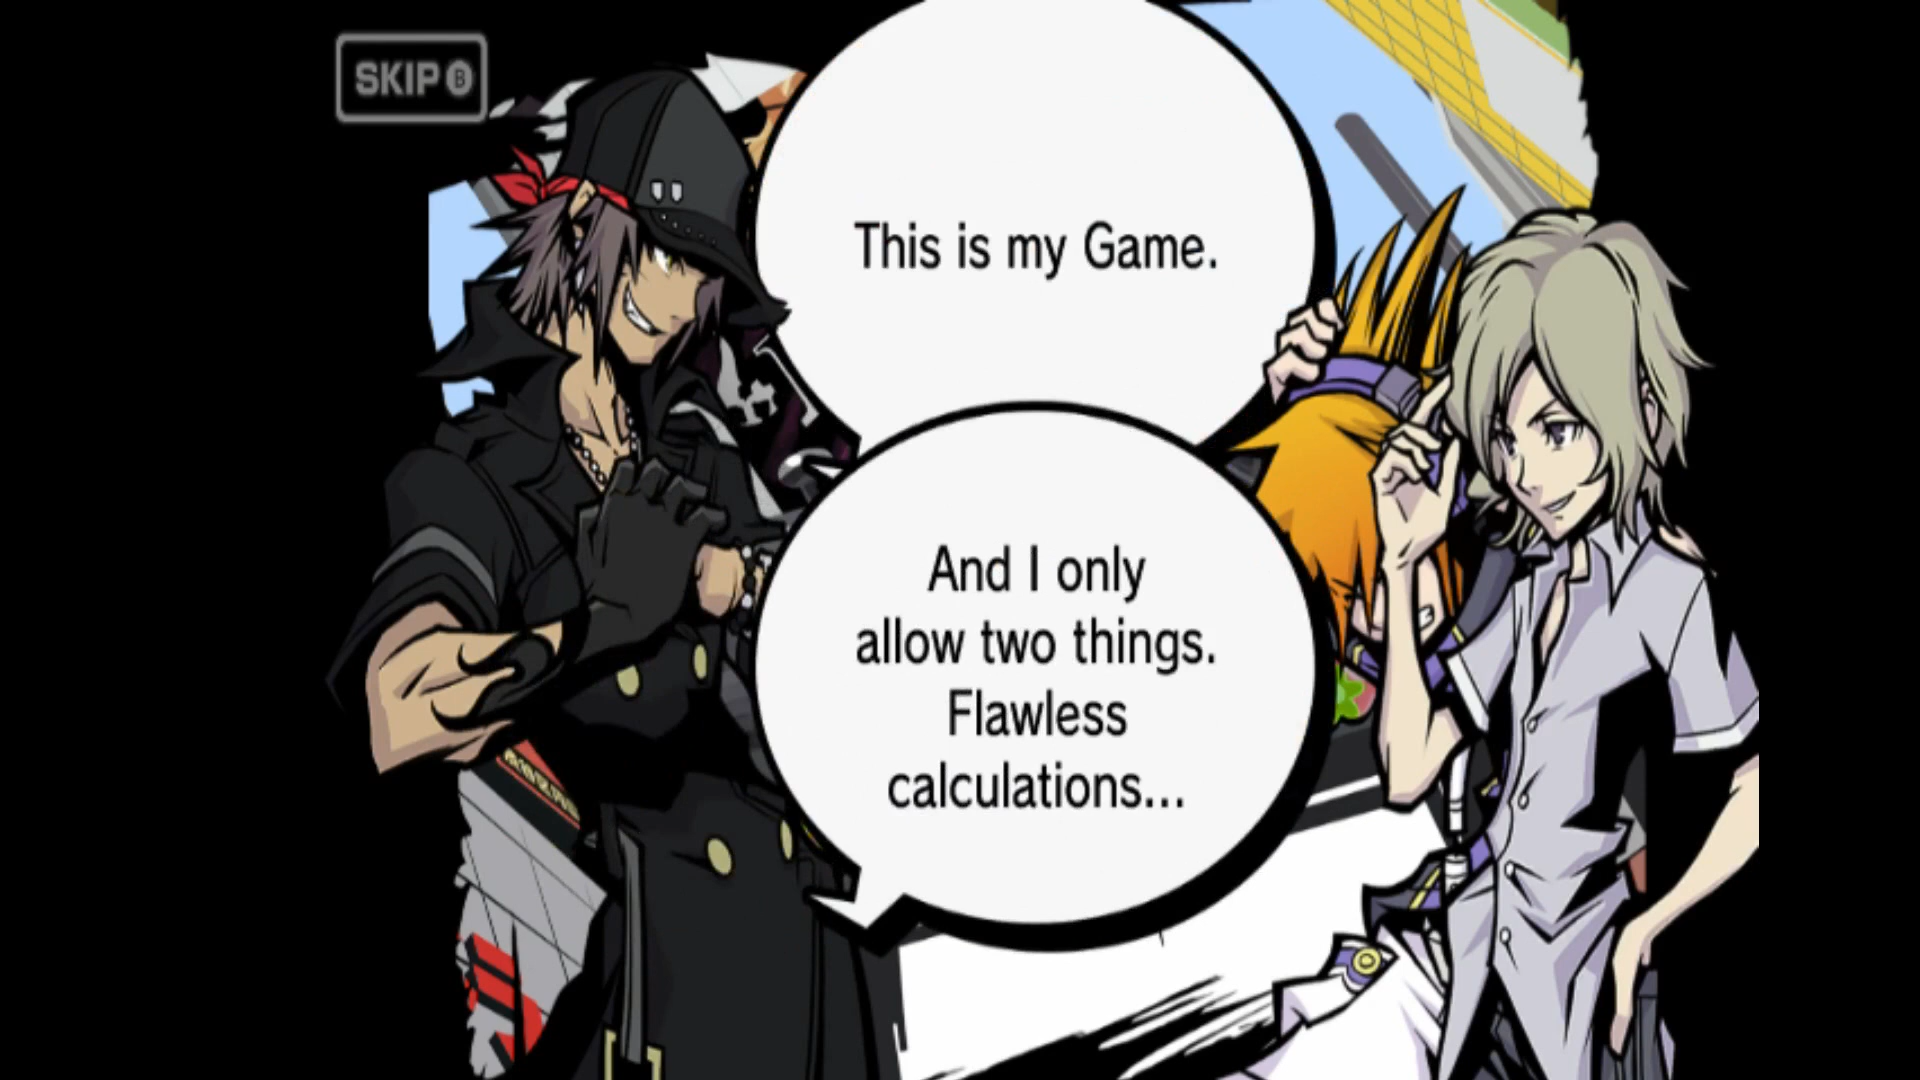 SKIP B
This is my Game.
And I only
allow two things.
Flawless
calculations...